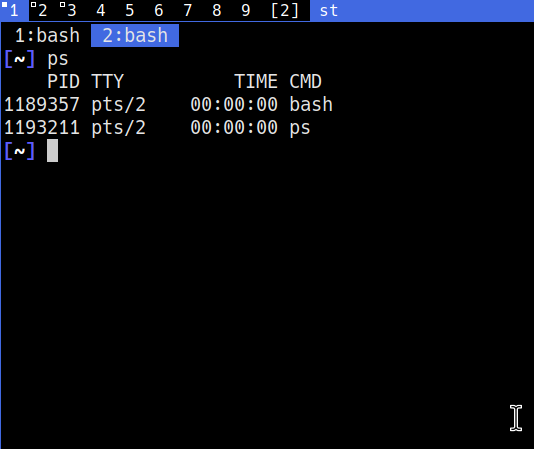 1 2 3 4 5 6 7 8 9 [2] st
1:bash 2:bash
[~] ps
PID TTY TIME CMD
1189357 pts/2 00:00:00 bash
1193211 pts/2 00:00:00 ps
[~]